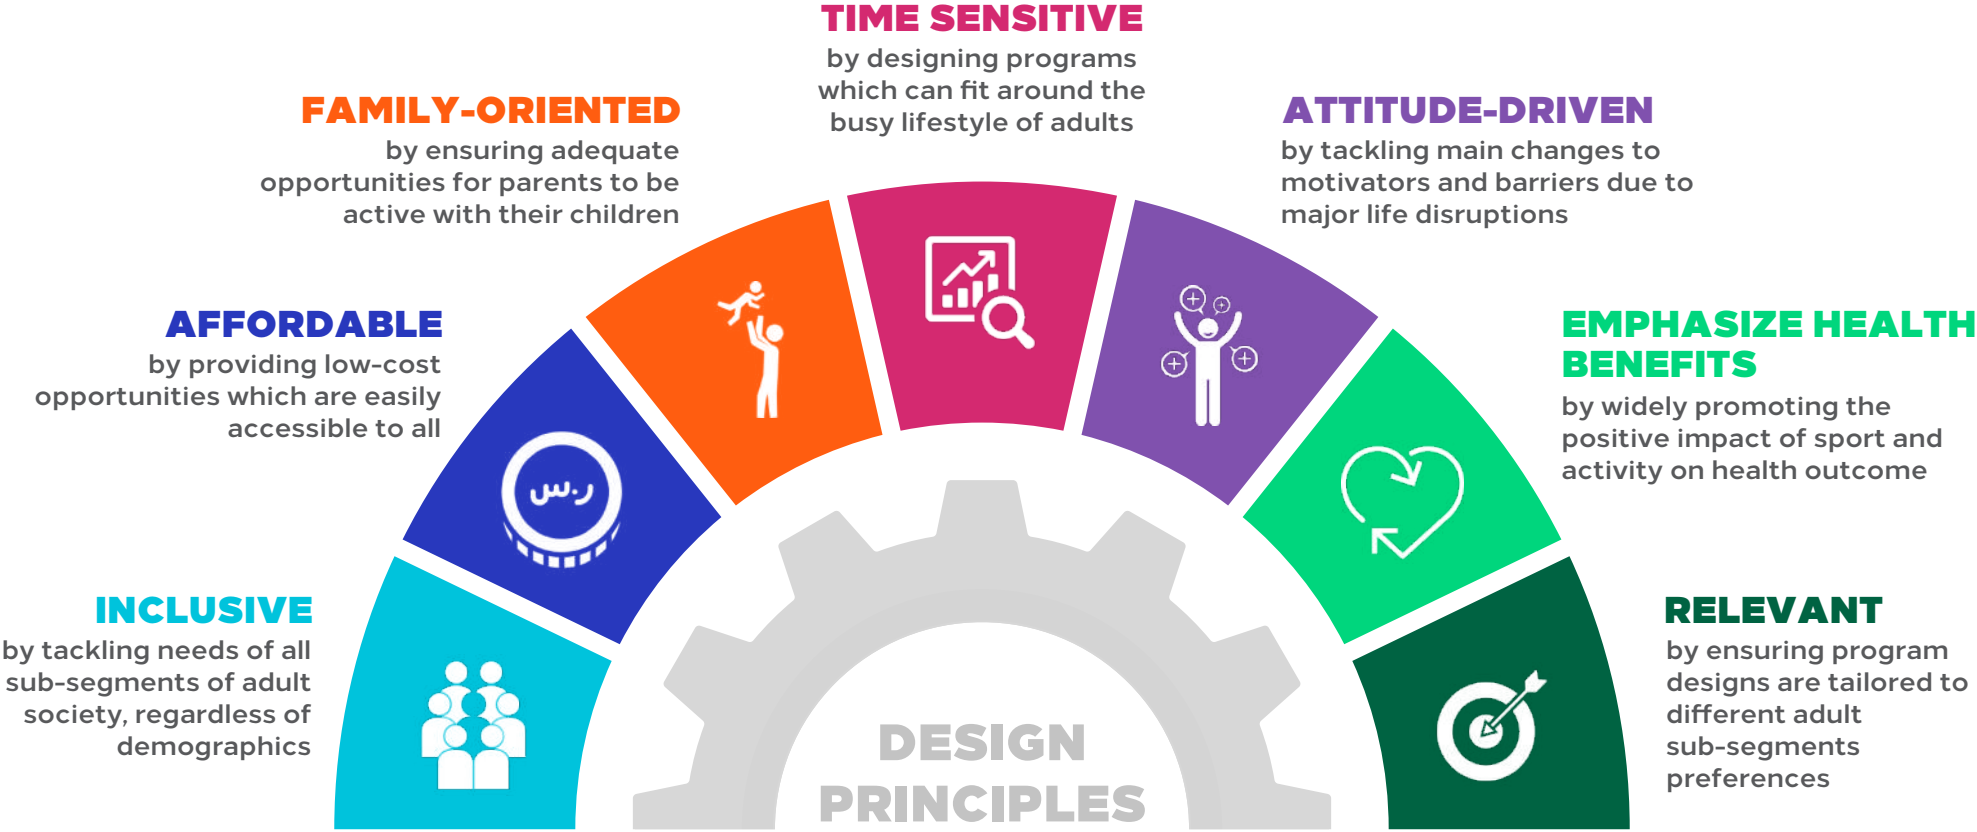 TIME SENSITIVE
by designing programs
which can fit around the
busy lifestyle of adults
FAMILY-ORIENTED
by ensuring adequate
opportunities for parents to be
active with their children
ATTITUDE-DRIVEN
by tackling main changes to
motivators and barriers due to
major life disruptions
AFFORDABLE
by providing low-cost
opportunities which are easily
accessible to all
EMPHASIZE HEALTH
BENEFITS
by widely promoting the
positive impact of sport and
activity on health outcome
ر.س
INCLUSIVE
by tackling needs of all
sub-segments of adult
society, regardless of
demographics
RELEVANT
by ensuring program
designs are tailored to
different adult
sub-segments
preferences
DESIGN
PRINCIPLES